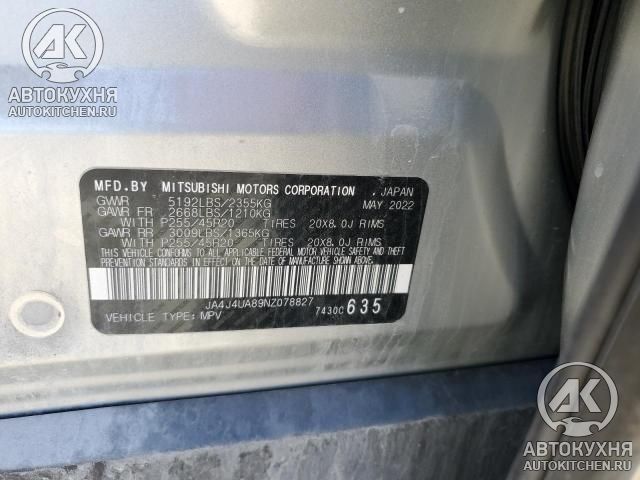 АК
АВТОКУХНЯ
AUTOKITCHEN.RU
MFD.BY MITSUBISHI MOTORS CORPORATION , JAPAN
GWWR 5192LBS/2355KG MAY 2022
GAWR FR 2668LBS/1210KG
WITH P255/45R20 TIRES 20X8.0J RIMS
GAWR RR 3009LBS/1365KG
WITH P255/45R20 TIRES 20X8.0J RIMS
THIS VEHICLE CONFORMS TO ALL APPLICABLE FEDERAL MOTOR VEHICLE SAFETY AND THEFT
PREVENTION STANDARDS IN EFFECT ON THE DATE OF MANUFACTURE SHOWN ABOVE.
JA4J4UA89NZ078827
VEHICLE TYPE: MPV 7430C 635
АК
АВТОКУХНЯ
AUTOKITCHEN.RU